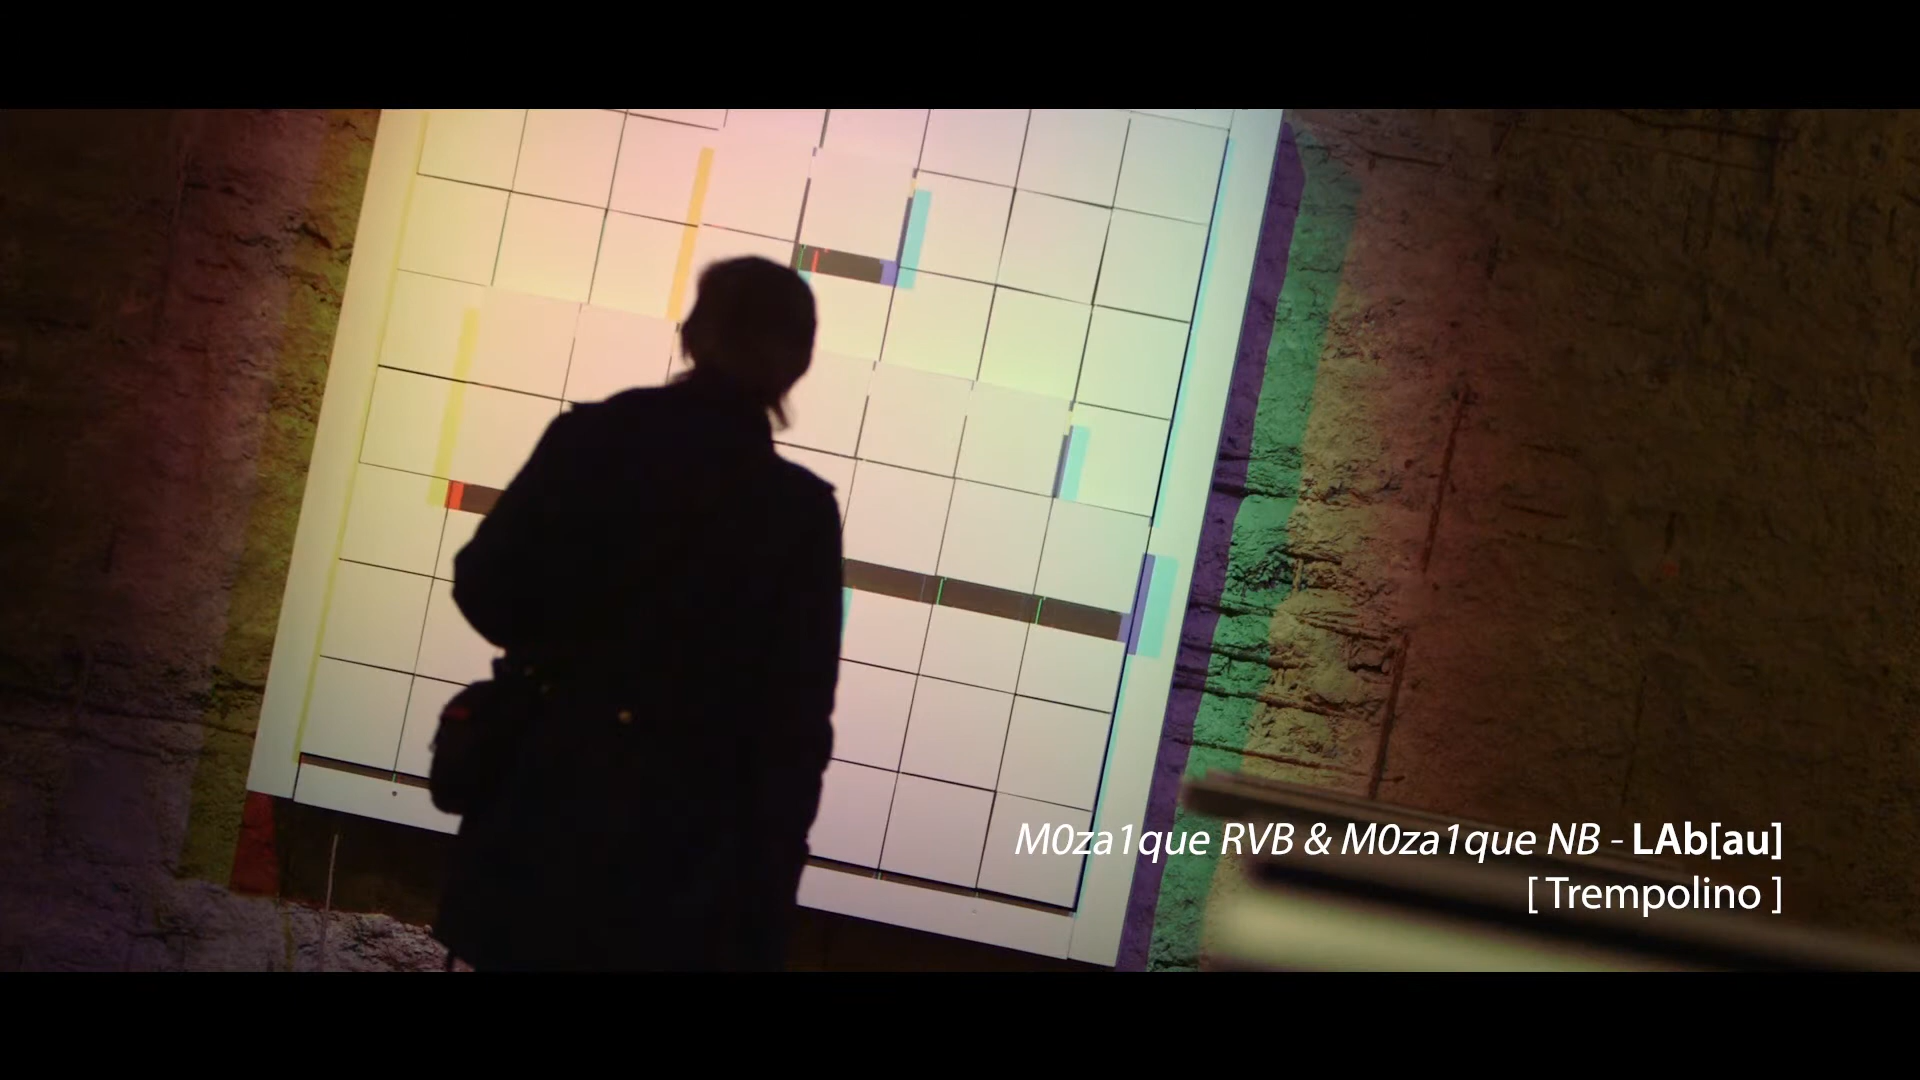 M0za1que RVB & M0za1que NB - LAb[au]
[ Trempolino ]